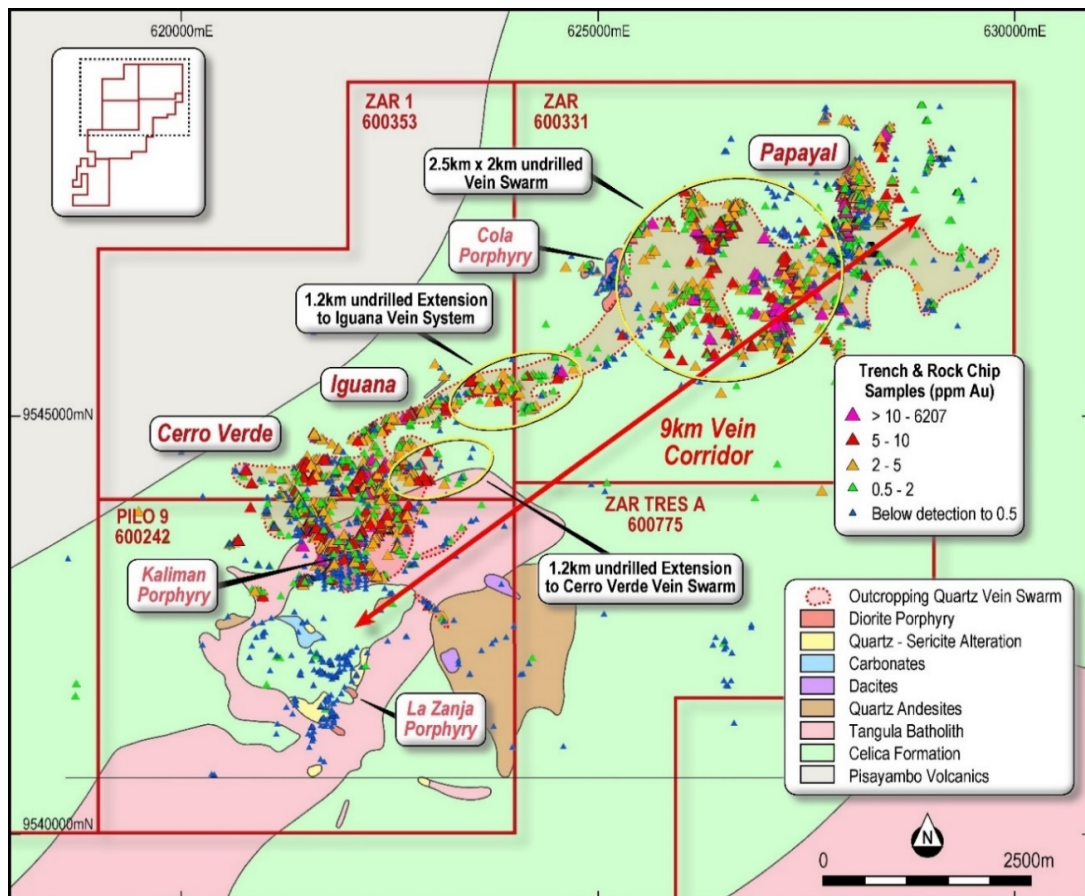 620000mE
625000mE
630000mE
ZAR 1
600353
ZAR
600331
2.5km x 2km undrilled
Vein Swarm
Papayal
Cola
Porphyry
1.2km undrilled Extension
to Iguana Vein System
Iguana
Cerro Verde
9545000mN
9km Vein
Corridor
Trench & Rock Chip
Samples (ppm Au)
> 10 - 6207
5 - 10
2 - 5
0.5 - 2
Below detection to 0.5
PILO 9
600242
ZAR TRES A
600775
Kaliman
Porphyry
1.2km undrilled Extension
to Cerro Verde Vein Swarm
La Zanja
Porphyry
Outcropping Quartz Vein Swarm
Diorite Porphyry
Quartz - Sericite Alteration
Carbonates
Dacites
Quartz Andesites
Tangula Batholith
Celica Formation
Pisayambo Volcanics
9540000mN
N
0
2500m